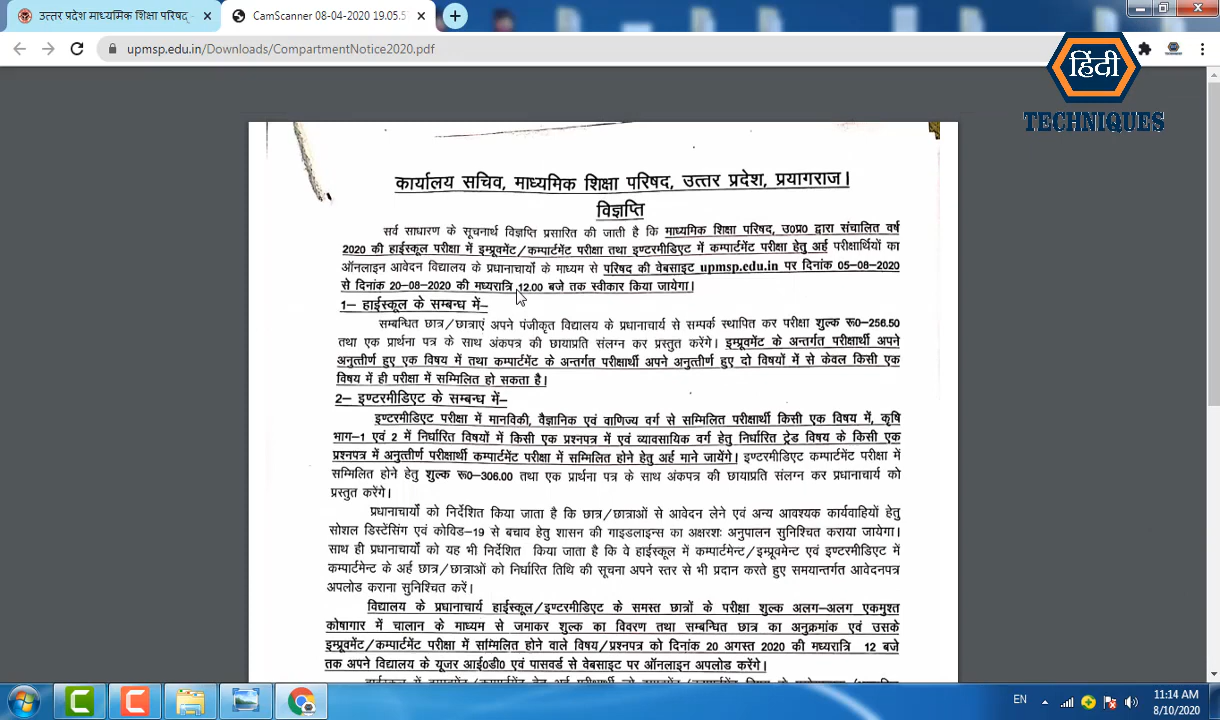 उत्तर प्रदेश माध्यमिक शिक्षा परिषद् -
CamScanner 08-04-2020 19.05.5
upmsp.edu.in/Downloads/CompartmentNotice2020.pdf
हिंदी
TECHNIQUES
कार्यालय सचिव, माध्यमिक शिक्षा परिषद, उत्तर प्रदेश, प्रयागराज।
विज्ञप्ति
सर्व साधारण के सूचनार्थ विज्ञप्ति प्रसारित की जाती है कि माध्यमिक शिक्षा परिषद, उ0प्र0 द्वारा संचालित वर्ष
2020 की हाईस्कूल परीक्षा में इम्प्रूवमेंट/कम्पार्टमेंट परीक्षा तथा इण्टरमीडिएट में कम्पार्टमेंट परीक्षा हेतु अर्ह परीक्षार्थियों का
ऑनलाइन आवेदन विद्यालय के प्रधानाचार्यों के माध्यम से परिषद की वेबसाइट upmsp.edu.in पर दिनांक 05-08-2020
से दिनांक 20-08-2020 की मध्यरात्रि 12.00 बजे तक स्वीकार किया जायेगा।
1- हाईस्कूल के सम्बन्ध में-
सम्बन्धित छात्र/छात्राएं अपने पंजीकृत विद्यालय के प्रधानाचार्य से सम्पर्क स्थापित कर परीक्षा शुल्क रू0-256.50
तथा एक प्रार्थना पत्र के साथ अंकपत्र की छायाप्रति संलग्न कर प्रस्तुत करेंगे। इम्प्रूवमेंट के अन्तर्गत परीक्षार्थी अपने
अनुत्तीर्ण हुए एक विषय में तथा कम्पार्टमेंट के अन्तर्गत परीक्षार्थी अपने अनुत्तीर्ण हुए दो विषयों में से केवल किसी एक
विषय में ही परीक्षा में सम्मिलित हो सकता है।
2- इण्टरमीडिएट के सम्बन्ध में-
इण्टरमीडिएट परीक्षा में मानविकी, वैज्ञानिक एवं वाणिज्य वर्ग से सम्मिलित परीक्षार्थी किसी एक विषय में, कृषि
भाग-1 एवं 2 में निर्धारित विषयों में किसी एक प्रश्नपत्र में एवं व्यावसायिक वर्ग हेतु निर्धारित ट्रेड विषय के किसी एक
प्रश्नपत्र में अनुत्तीर्ण परीक्षार्थी कम्पार्टमेंट परीक्षा में सम्मिलित होने हेतु अर्ह माने जायेंगे। इण्टरमीडिएट कम्पार्टमेंट परीक्षा में
सम्मिलित होने हेतु शुल्क रू0-306.00 तथा एक प्रार्थना पत्र के साथ अंकपत्र की छायाप्रति संलग्न कर प्रधानाचार्य को
प्रस्तुत करेंगे।
प्रधानाचार्यों को निर्देशित किया जाता है कि छात्र/छात्राओं से आवेदन लेने एवं अन्य आवश्यक कार्यवाहियों हेतु
सोशल डिस्टेंसिंग एवं कोविड-19 से बचाव हेतु शासन की गाइडलाइन्स का अक्षरशः अनुपालन सुनिश्चित कराया जायेगा।
साथ ही प्रधानाचार्यों को यह भी निर्देशित किया जाता है कि वे हाईस्कूल में कम्पार्टमेन्ट/इम्प्रूवमेन्ट एवं इण्टरमीडिएट में
कम्पार्टमेन्ट के अर्ह छात्र/छात्राओं को निर्धारित तिथि की सूचना अपने स्तर से भी प्रदान करते हुए समयान्तर्गत आवेदनपत्र
अपलोड कराना सुनिश्चित करें।
विद्यालय के प्रधानाचार्य हाईस्कूल/इण्टरमीडिएट के समस्त छात्रों के परीक्षा शुल्क अलग-अलग एकमुश्त
कोषागार में चालान के माध्यम से जमाकर शुल्क का विवरण तथा सम्बन्धित छात्र का अनुक्रमांक एवं उसके
इम्प्रूवमेंट/कम्पार्टमेंट परीक्षा में सम्मिलित होने वाले विषय/प्रश्नपत्र को दिनांक 20 अगस्त 2020 की मध्यरात्रि 12 बजे
तक अपने विद्यालय के यूजर आई0डी0 एवं पासवर्ड से वेबसाइट पर ऑनलाइन अपलोड करेंगे।
EN
11:14 AM
8/10/2020